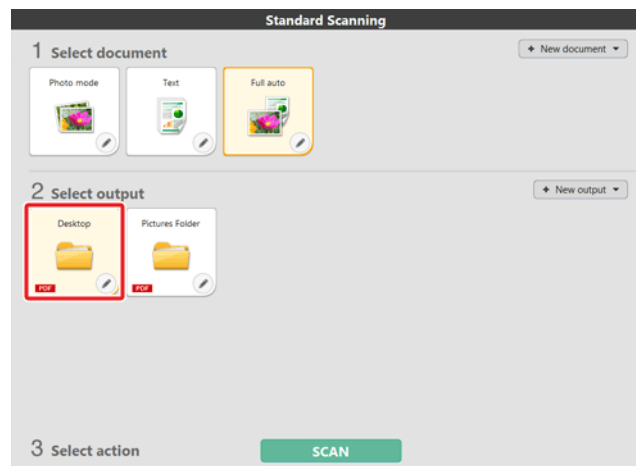 Standard Scanning
1 Select document
+ New document
Photo mode
Text
Full auto
2 Select output
+ New output
Desktop
Pictures Folder
PDF
PDF
3 Select action
SCAN